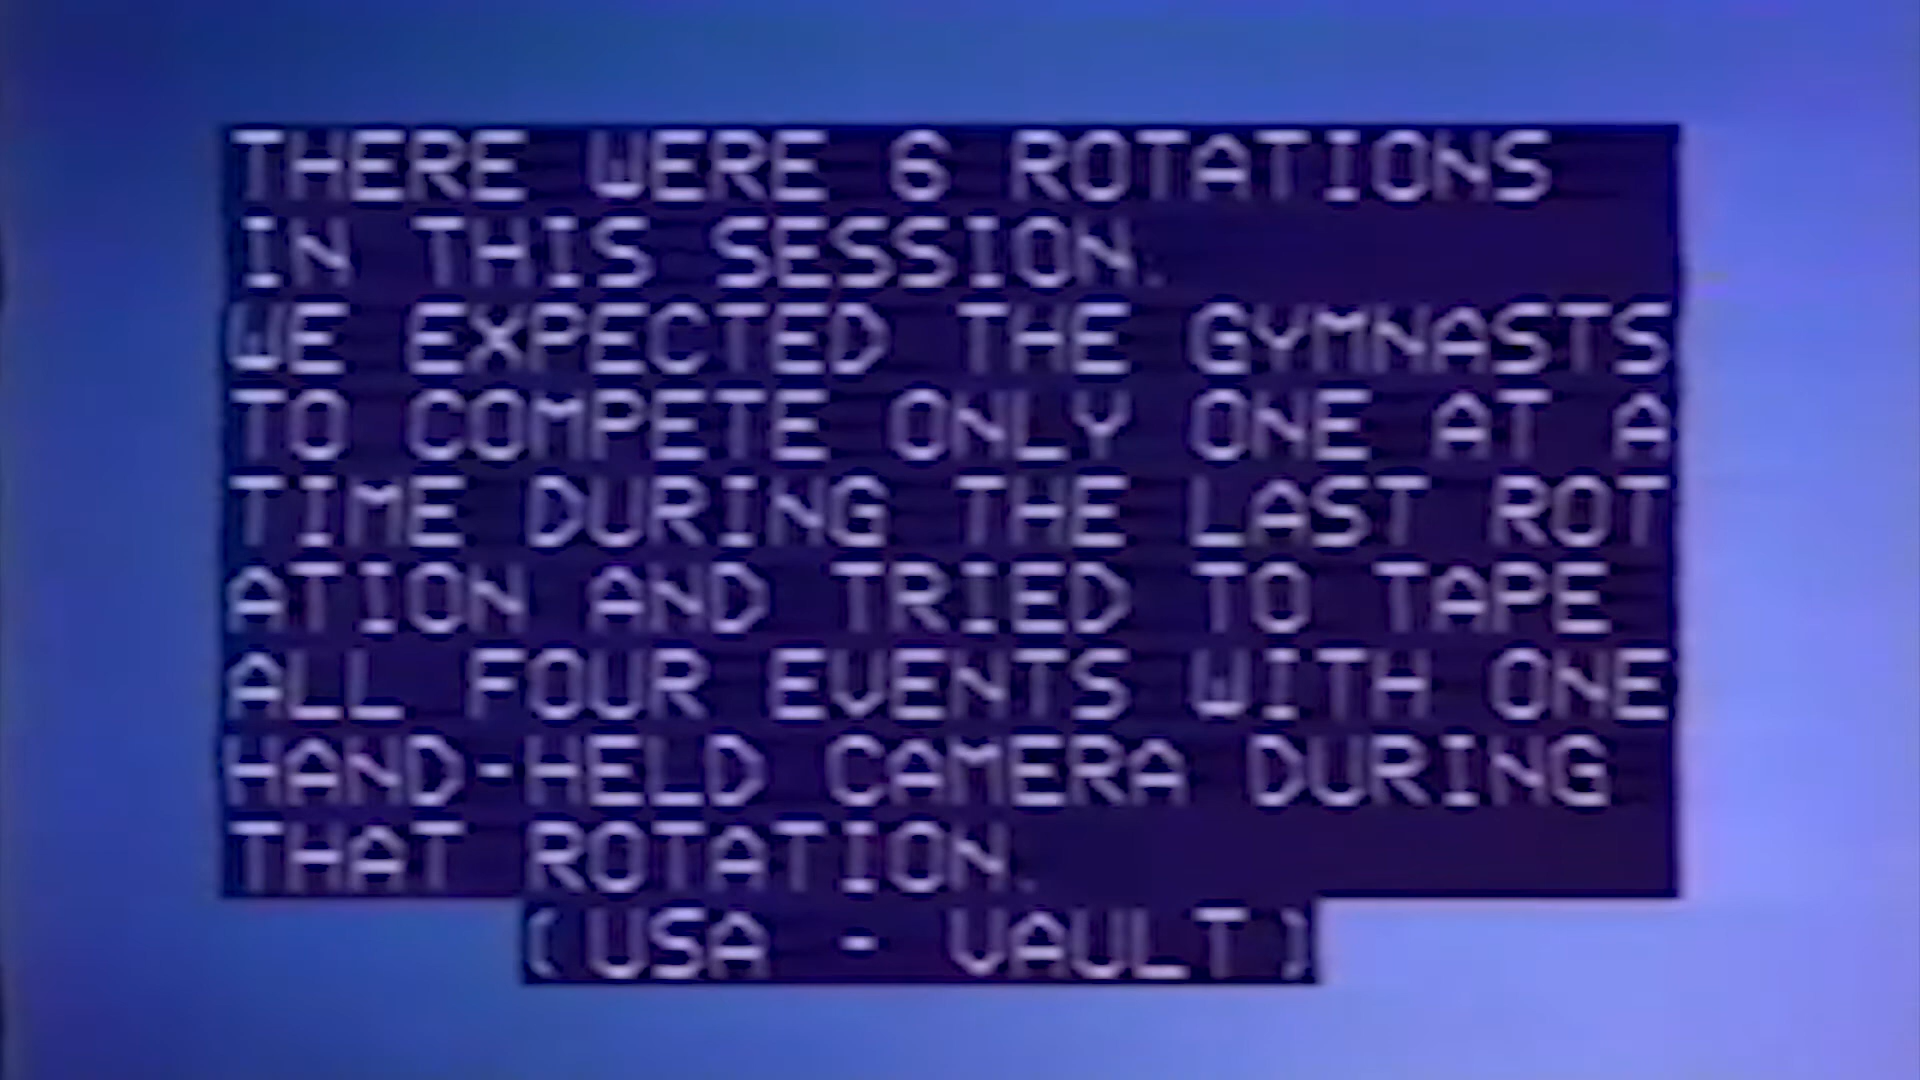 THERE WERE 6 ROTATIONS
IN THIS SESSION.
WE EXPECTED THE GYMNASTS
TO COMPETE ONLY ONE AT A
TIME DURING THE LAST ROT
ATION AND TRIED TO TAPE
ALL FOUR EVENTS WITH ONE
HAND-HELD CAMERA DURING
THAT ROTATION.
(USA - VAULT)